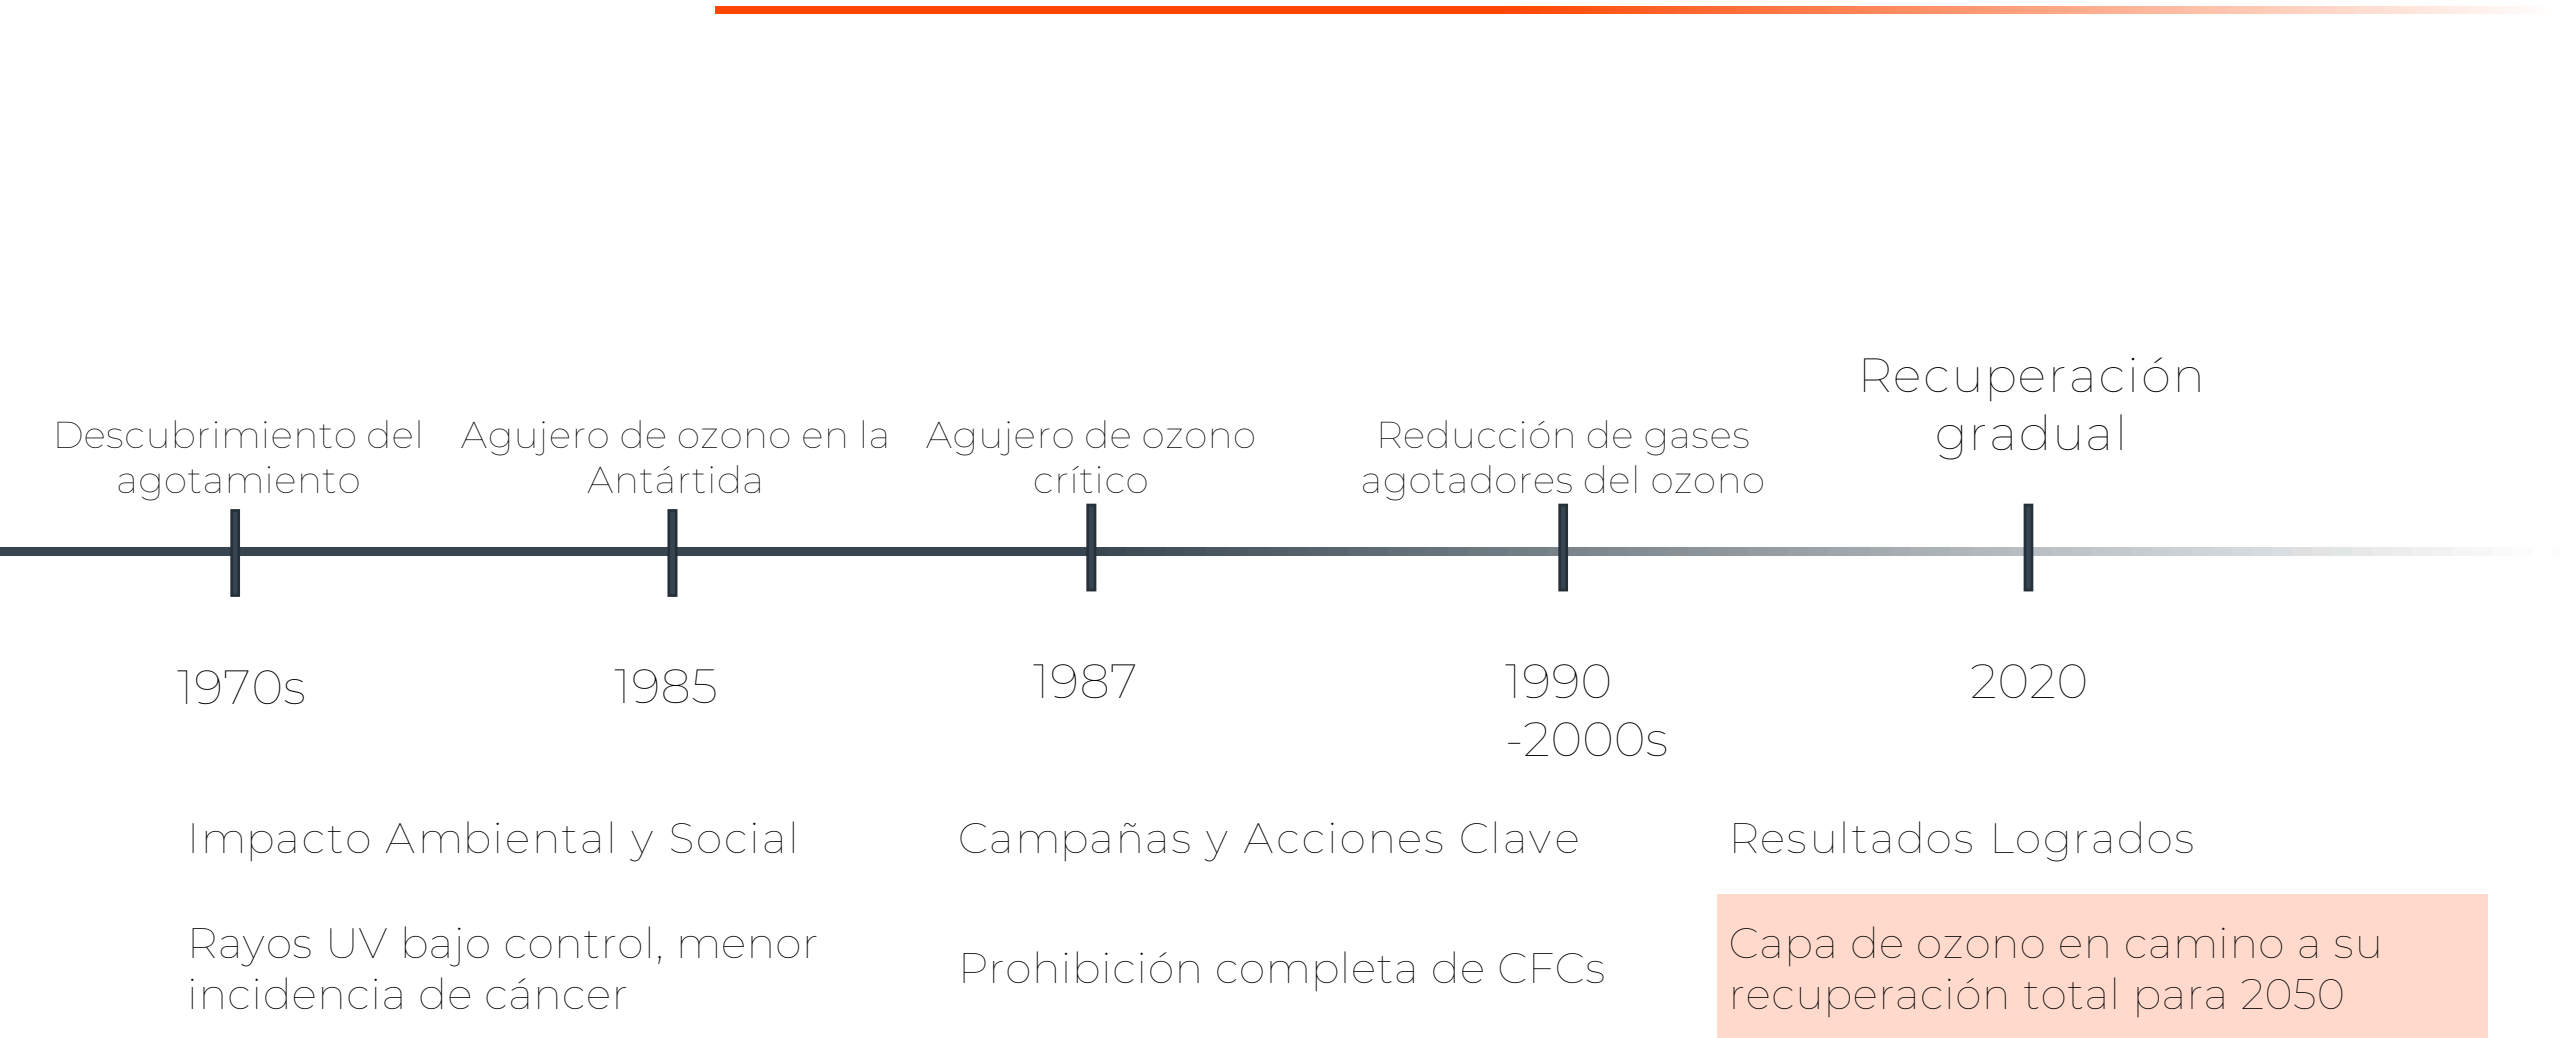 Descubrimiento del
agotamiento
Agujero de ozono en la
Antártida
Agujero de ozono
crítico
Reducción de gases
agotadores del ozono
Recuperación
gradual
1970s
1985
1987
1990
-2000s
2020
Impacto Ambiental y Social
Campañas y Acciones Clave
Resultados Logrados
Rayos UV bajo control, menor
incidencia de cáncer
Prohibición completa de CFCs
Capa de ozono en camino a su
recuperación total para 2050